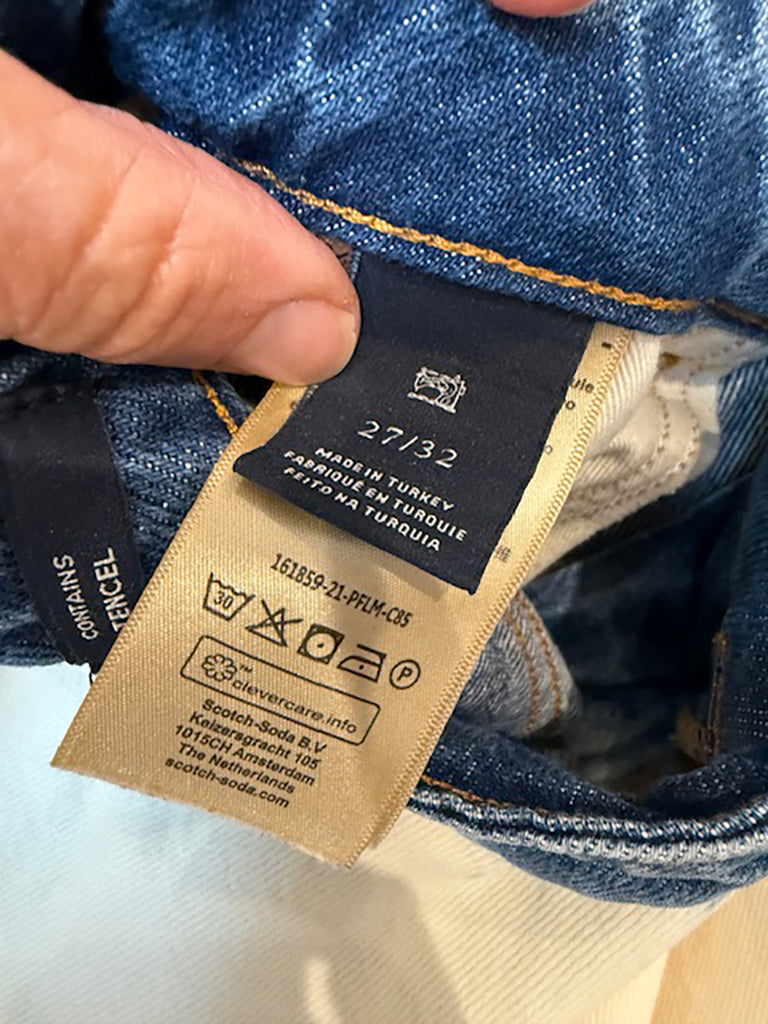 27/32
MADE IN TURKEY
FABRIQUÉ EN TURQUIE
FEITO NA TURQUIA
161859-21-PFLM-C85
30
P
™
clevercare.info
Scotch-Soda B.V
Keizersgracht 105
1015CH Amsterdam
The Netherlands
scotch-soda.com
CONTAINS
TENCEL